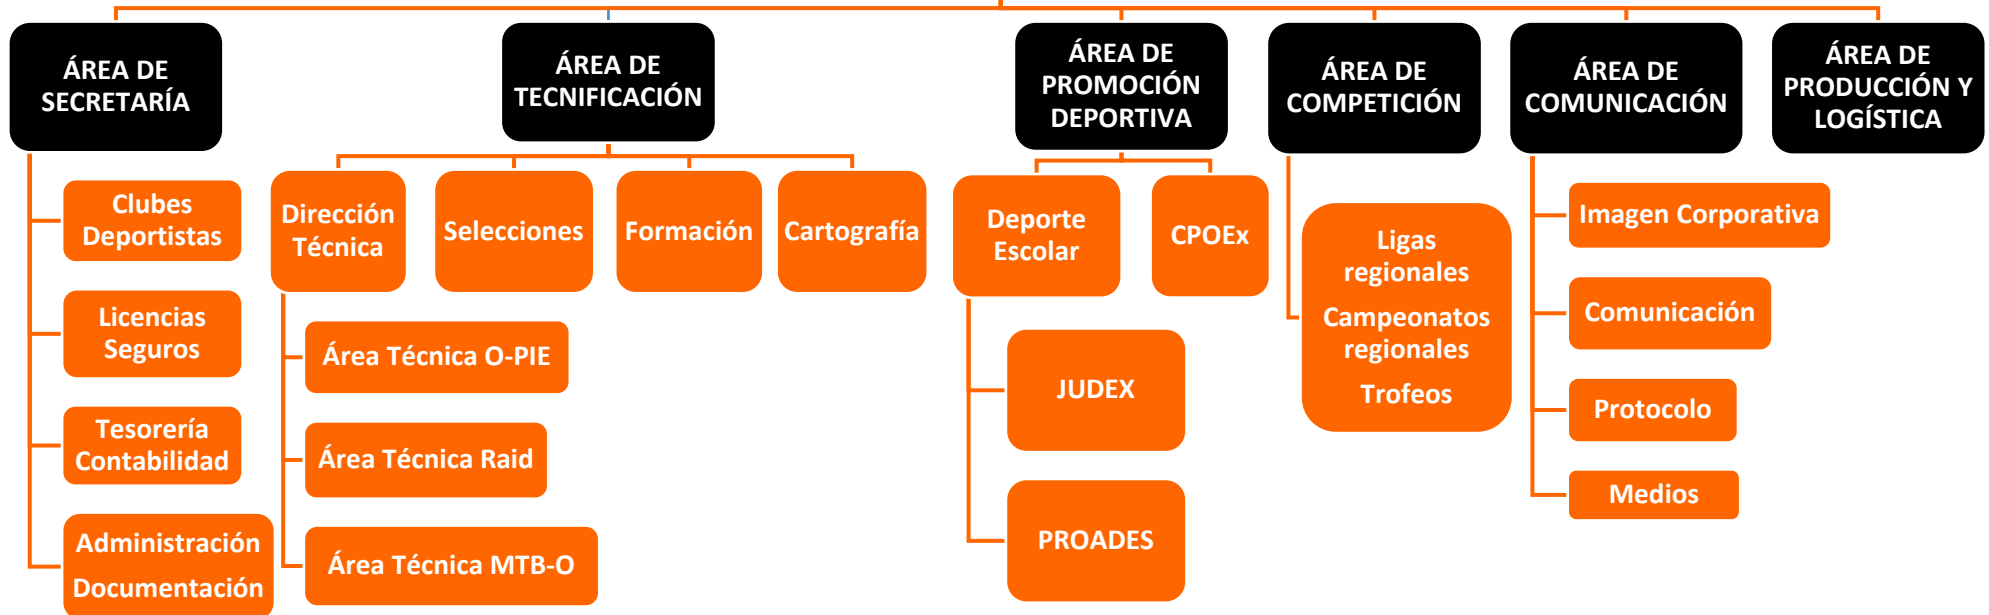 ÁREA DE
SECRETARÍA
Clubes
Deportistas
Licencias
Seguros
Tesorería
Contabilidad
Administración
Documentación
ÁREA DE
TECNIFICACIÓN
Dirección
Técnica
Selecciones
Formación
Cartografía
Área Técnica O-PIE
Área Técnica Raid
Área Técnica MTB-O
ÁREA DE
PROMOCIÓN
DEPORTIVA
Deporte
Escolar
CPOEx
JUDEX
PROADES
ÁREA DE
COMPETICIÓN
Ligas
regionales
Campeonatos
regionales
Trofeos
ÁREA DE
COMUNICACIÓN
Imagen Corporativa
Comunicación
Protocolo
Medios
ÁREA DE
PRODUCCIÓN Y
LOGÍSTICA